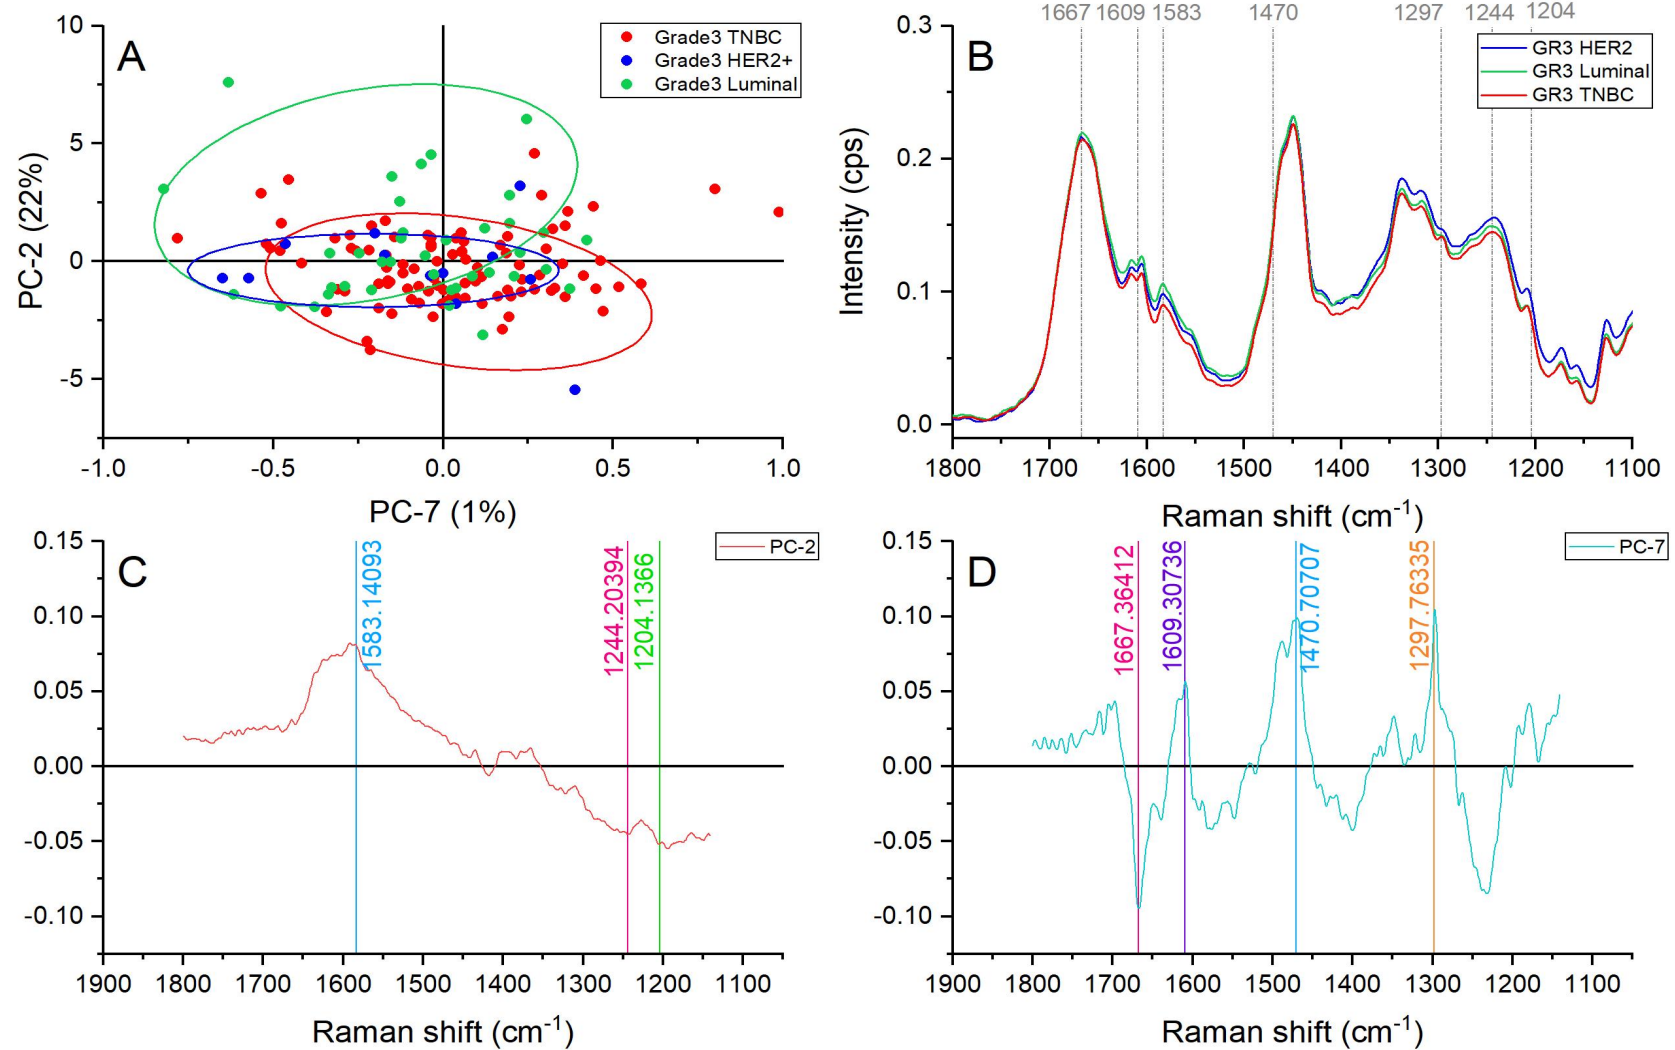 A
10
5
0
-5
PC-2 (22%)
-1.0 -0.5 0.0 0.5 1.0
PC-7 (1%)
Grade3 TNBC
Grade3 HER2+
Grade3 Luminal
1667 1609 1583 1470 1297 1244 1204
B
0.3
0.2
0.1
0.0
Intensity (cps)
GR3 HER2
GR3 Luminal
GR3 TNBC
1800 1700 1600 1500 1400 1300 1200 1100
Raman shift (cm-1)
C
0.15
0.10
0.05
0.00
-0.05
-0.10
PC-2
1583.14093
1244.20394
1204.1366
1900 1800 1700 1600 1500 1400 1300 1200 1100
Raman shift (cm-1)
D
0.15
0.10
0.05
0.00
-0.05
-0.10
PC-7
1667.36412
1609.30736
1470.70707
1297.76335
1900 1800 1700 1600 1500 1400 1300 1200 1100
Raman shift (cm-1)